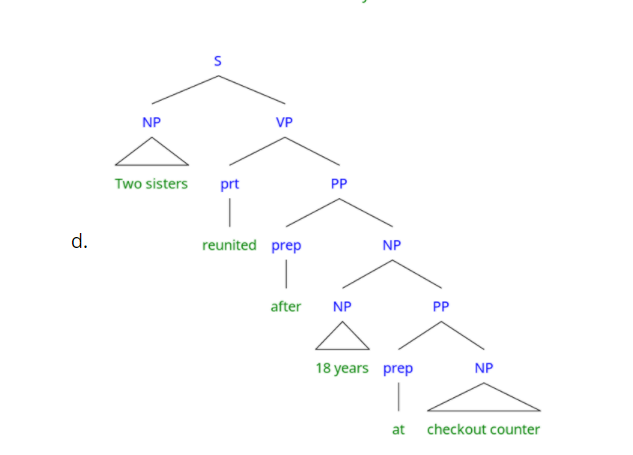 S
NP VP
Two sisters prt PP
d. reunited prep NP
after NP PP
18 years prep NP
at checkout counter